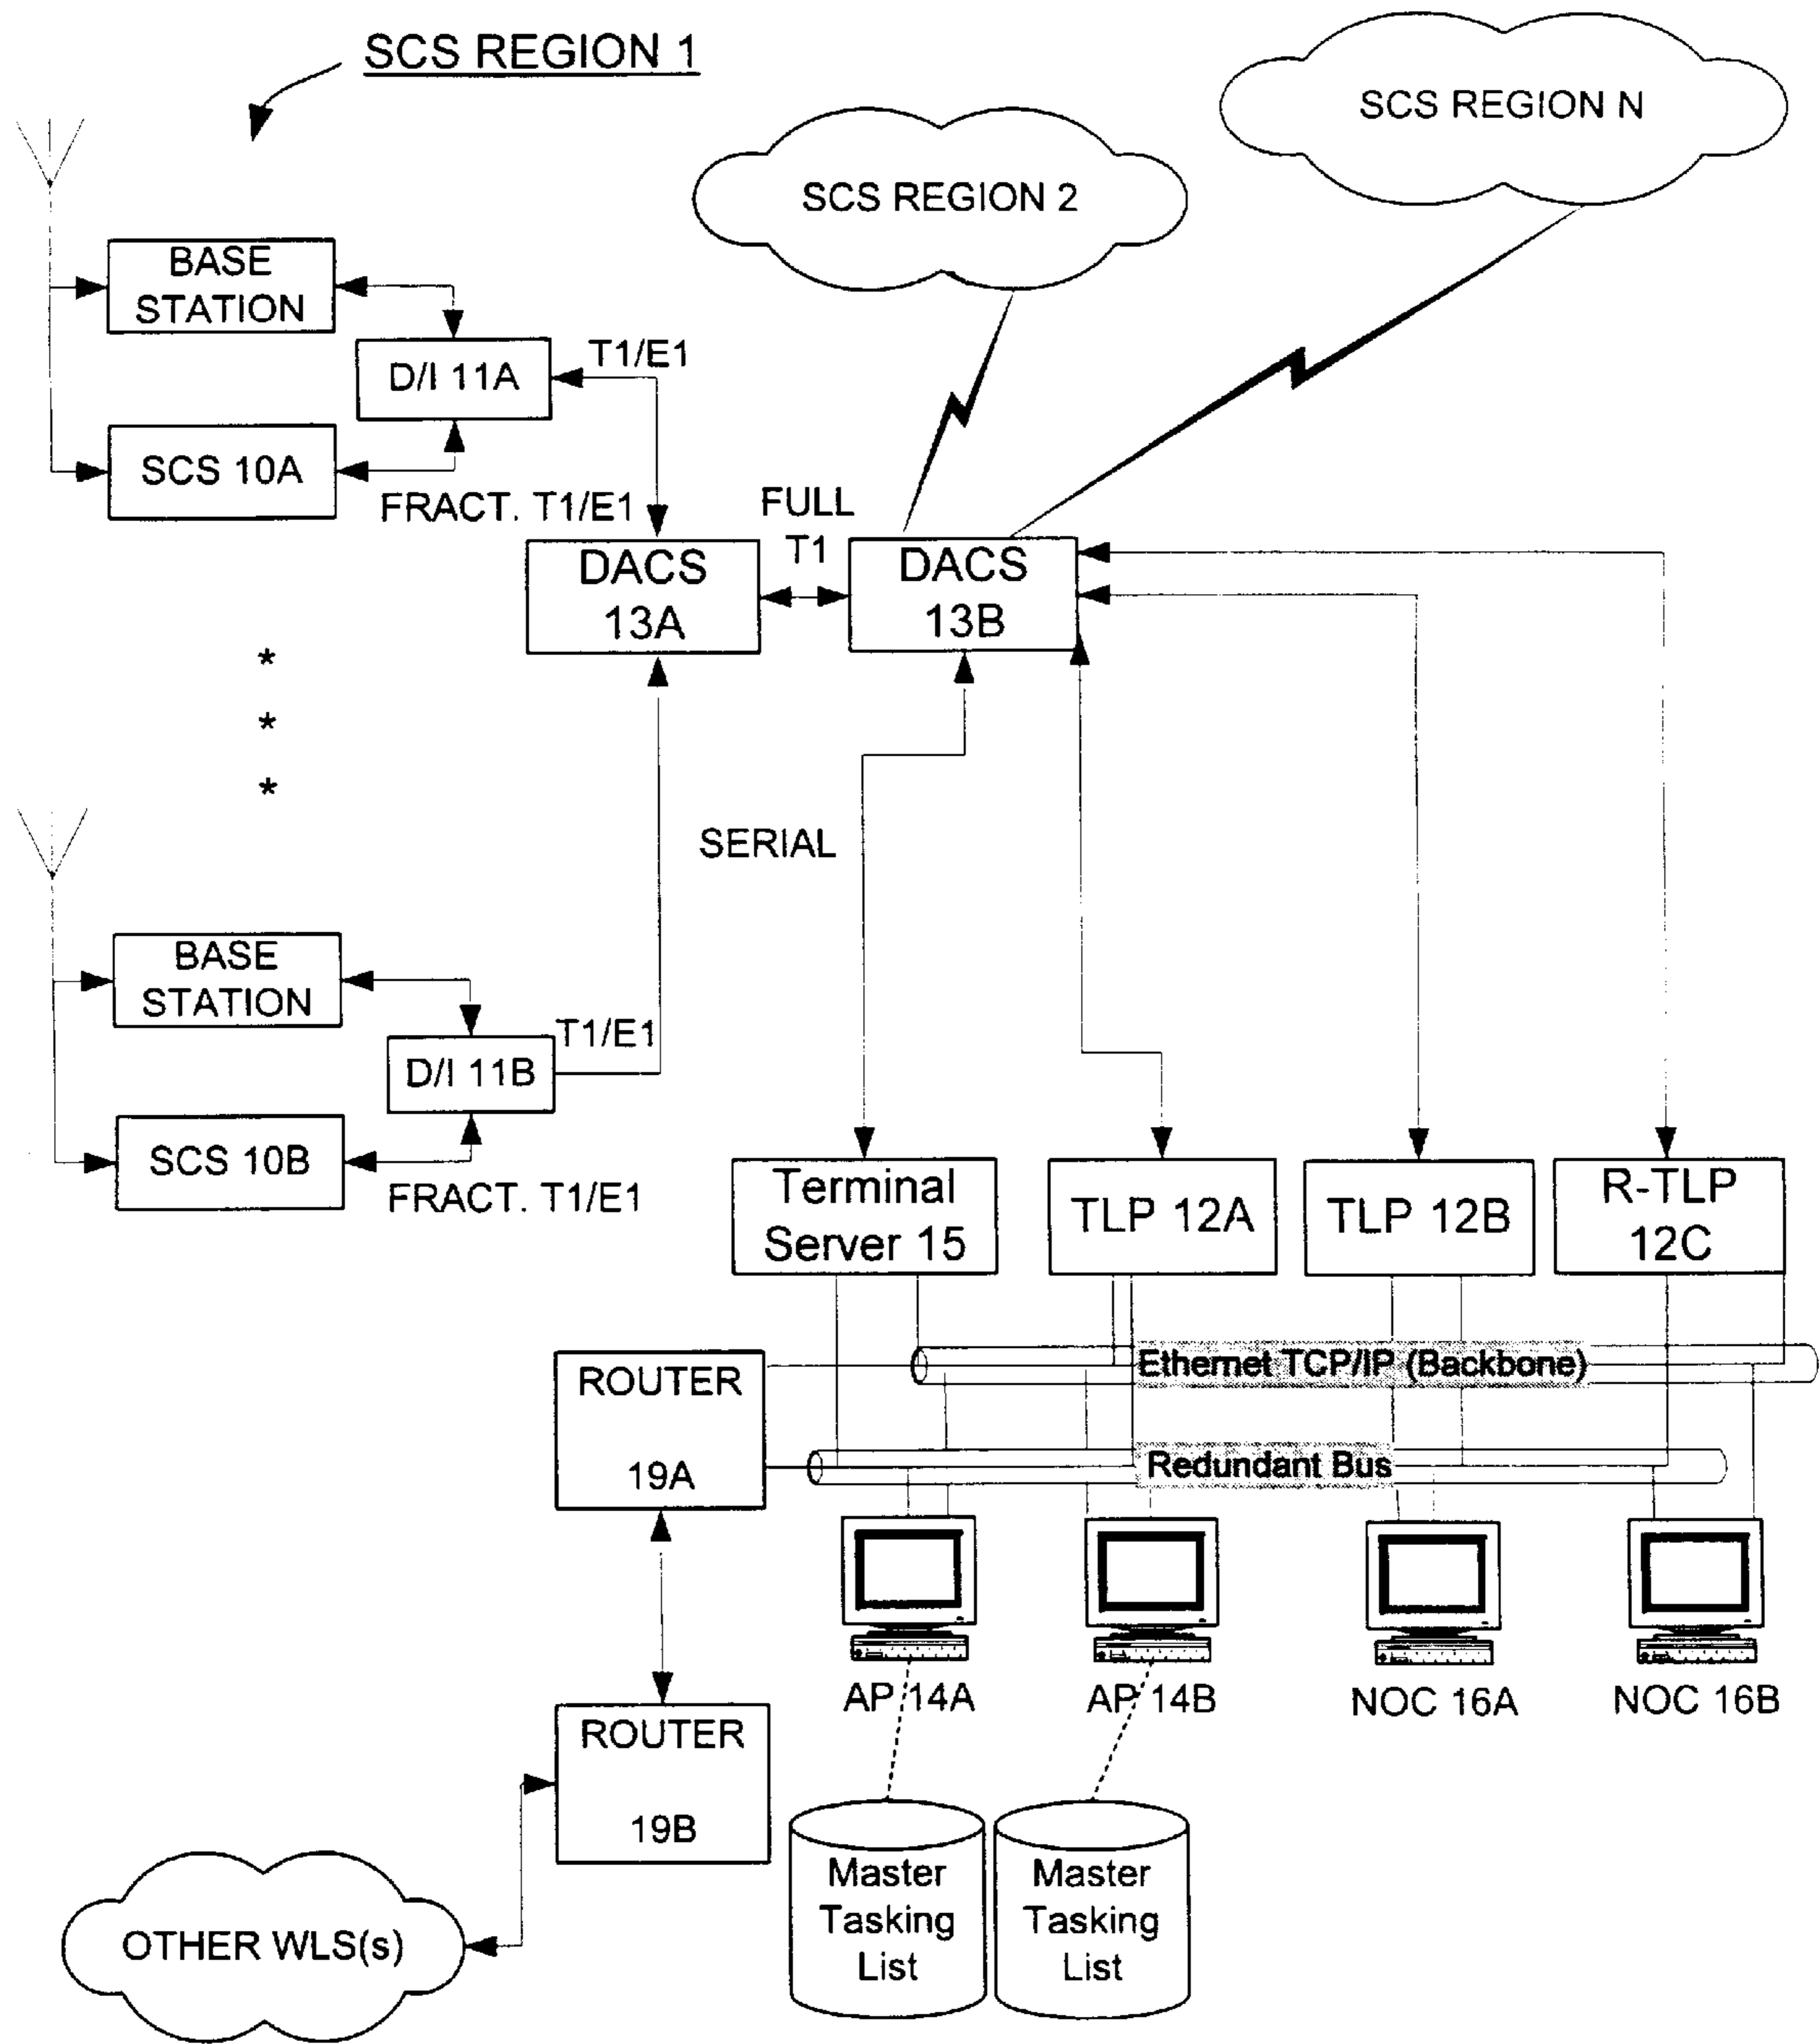 SCS REGION 1
SCS REGION N
SCS REGION 2
BASE
STATION
D/I 11A
T1/E1
SCS 10A
FRACT. T1/E1
FULL
T1
DACS
13A
DACS
13B
*
*
*
SERIAL
BASE
STATION
D/I 11B
T1/E1
SCS 10B
FRACT. T1/E1
Terminal
Server 15
TLP 12A
TLP 12B
R-TLP
12C
Ethernet TCP/IP (Backbone)
ROUTER
19A
Redundant Bus
AP 14A
AP 14B
NOC 16A
NOC 16B
ROUTER
19B
Master
Tasking
List
Master
Tasking
List
OTHER WLS(s)